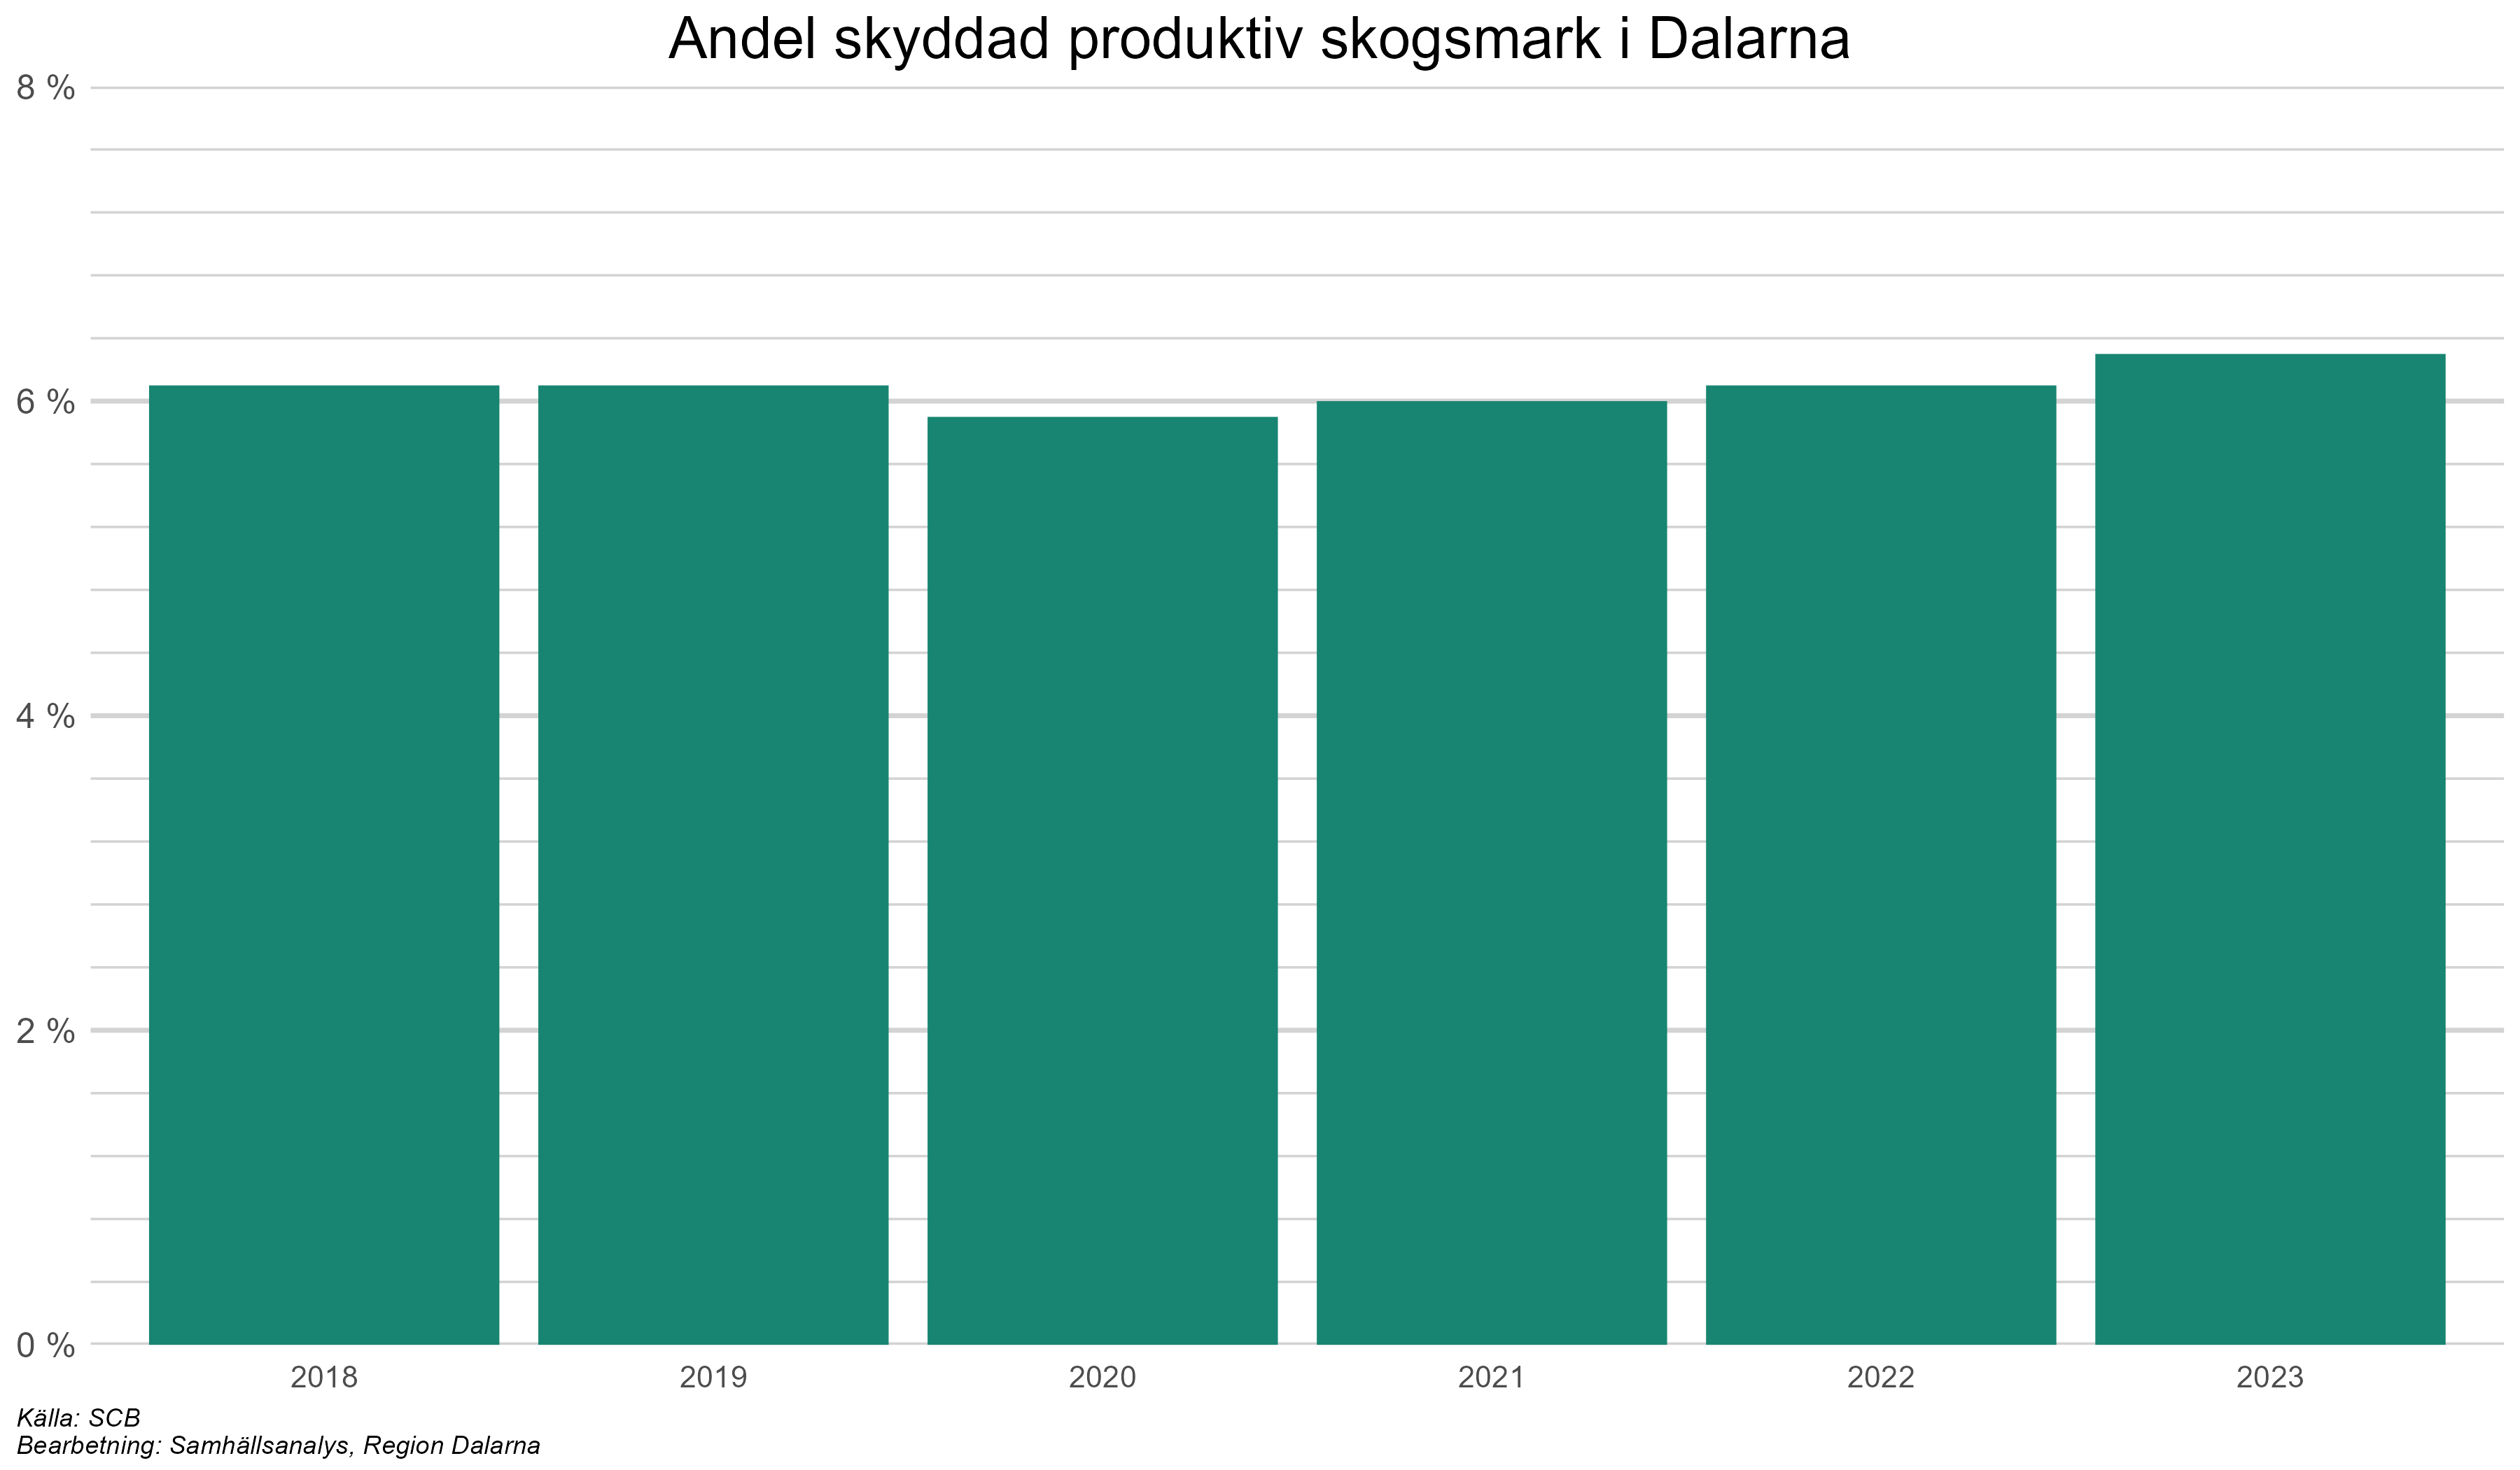 Andel skyddad produktiv skogsmark i Dalarna
8 %
6 %
4 %
2 %
0 %
2018 2019 2020 2021 2022 2023
Källa: SCB
Bearbetning: Samhällsanalys, Region Dalarna